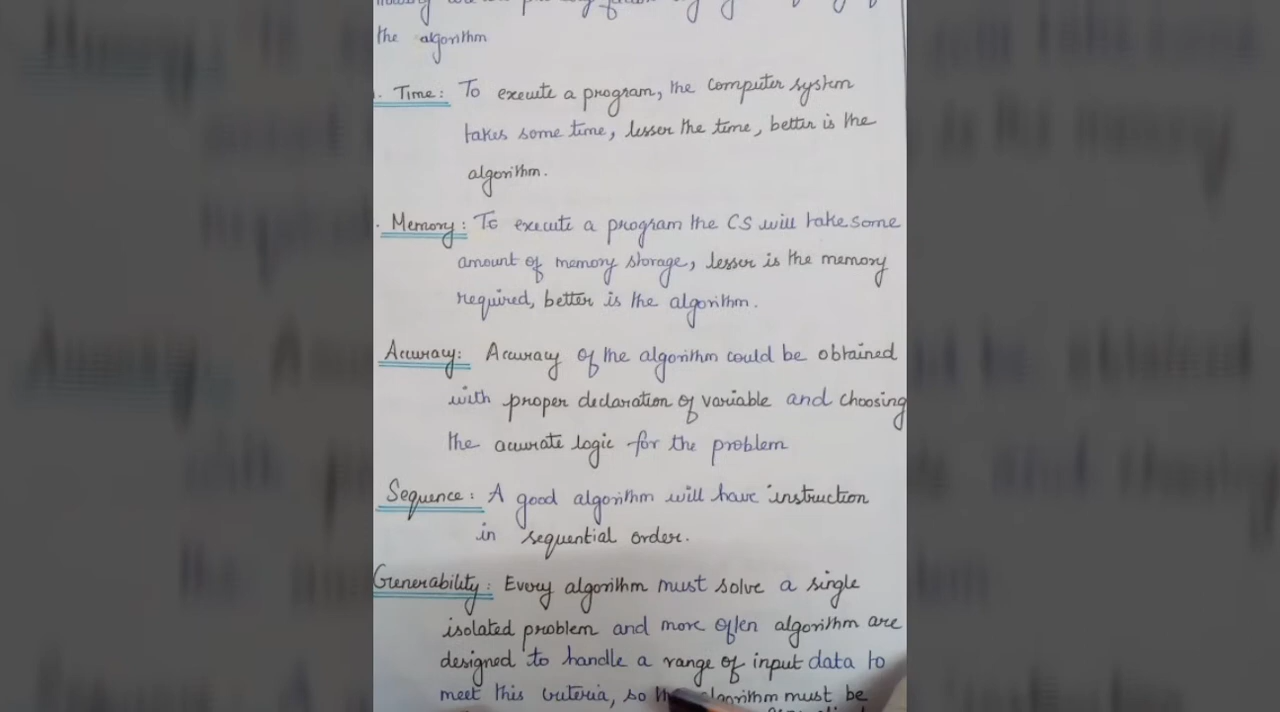 the algorithm
. Time: To execute a program, the computer system
takes some time, lesser the time, better is the
algorithm.
. Memory: To execute a program the CS will take some
amount of memory storage, lesser is the memory
required, better is the algorithm.
Accuracy: Accuracy of the algorithm could be obtained
with proper declaration of variable and choosing
the accurate logic for the problem
Sequence: A good algorithm will have instruction
in sequential order.
Generability: Every algorithm must solve a single
isolated problem and more often algorithm are
designed to handle a range of input data to
meet this criteria, so the algorithm must be